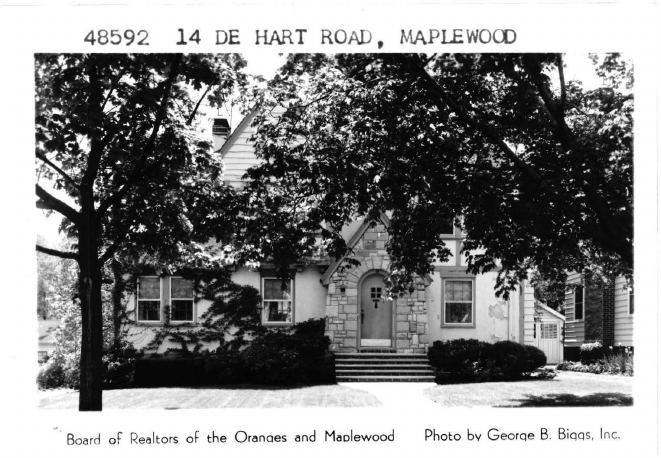 48592 14 DE HART ROAD, MAPLEWOOD
Board of Realtors of the Oranges and Maplewood Photo by George B. Biggs, Inc.